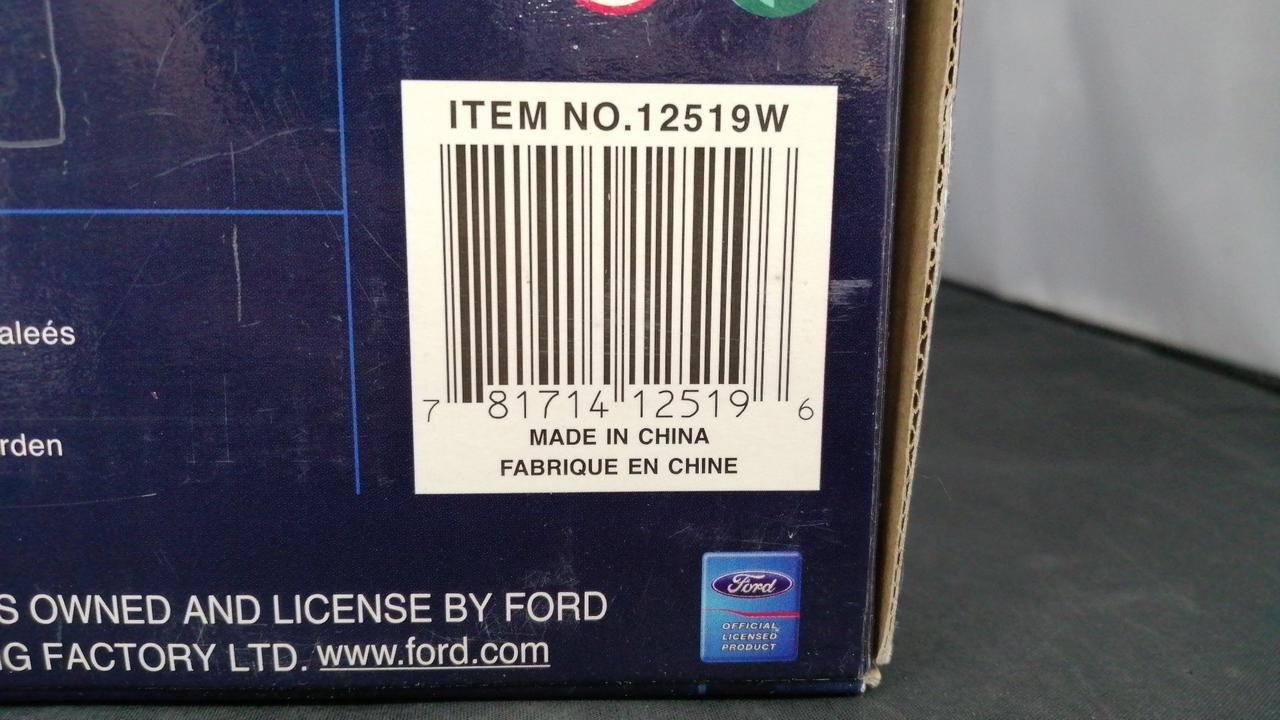 ITEM NO.12519W
7 81714 12519 6
MADE IN CHINA
FABRIQUE EN CHINE
aleés
rden
S OWNED AND LICENSE BY FORD
G FACTORY LTD. www.ford.com
Ford
OFFICIAL
LICENSED
PRODUCT